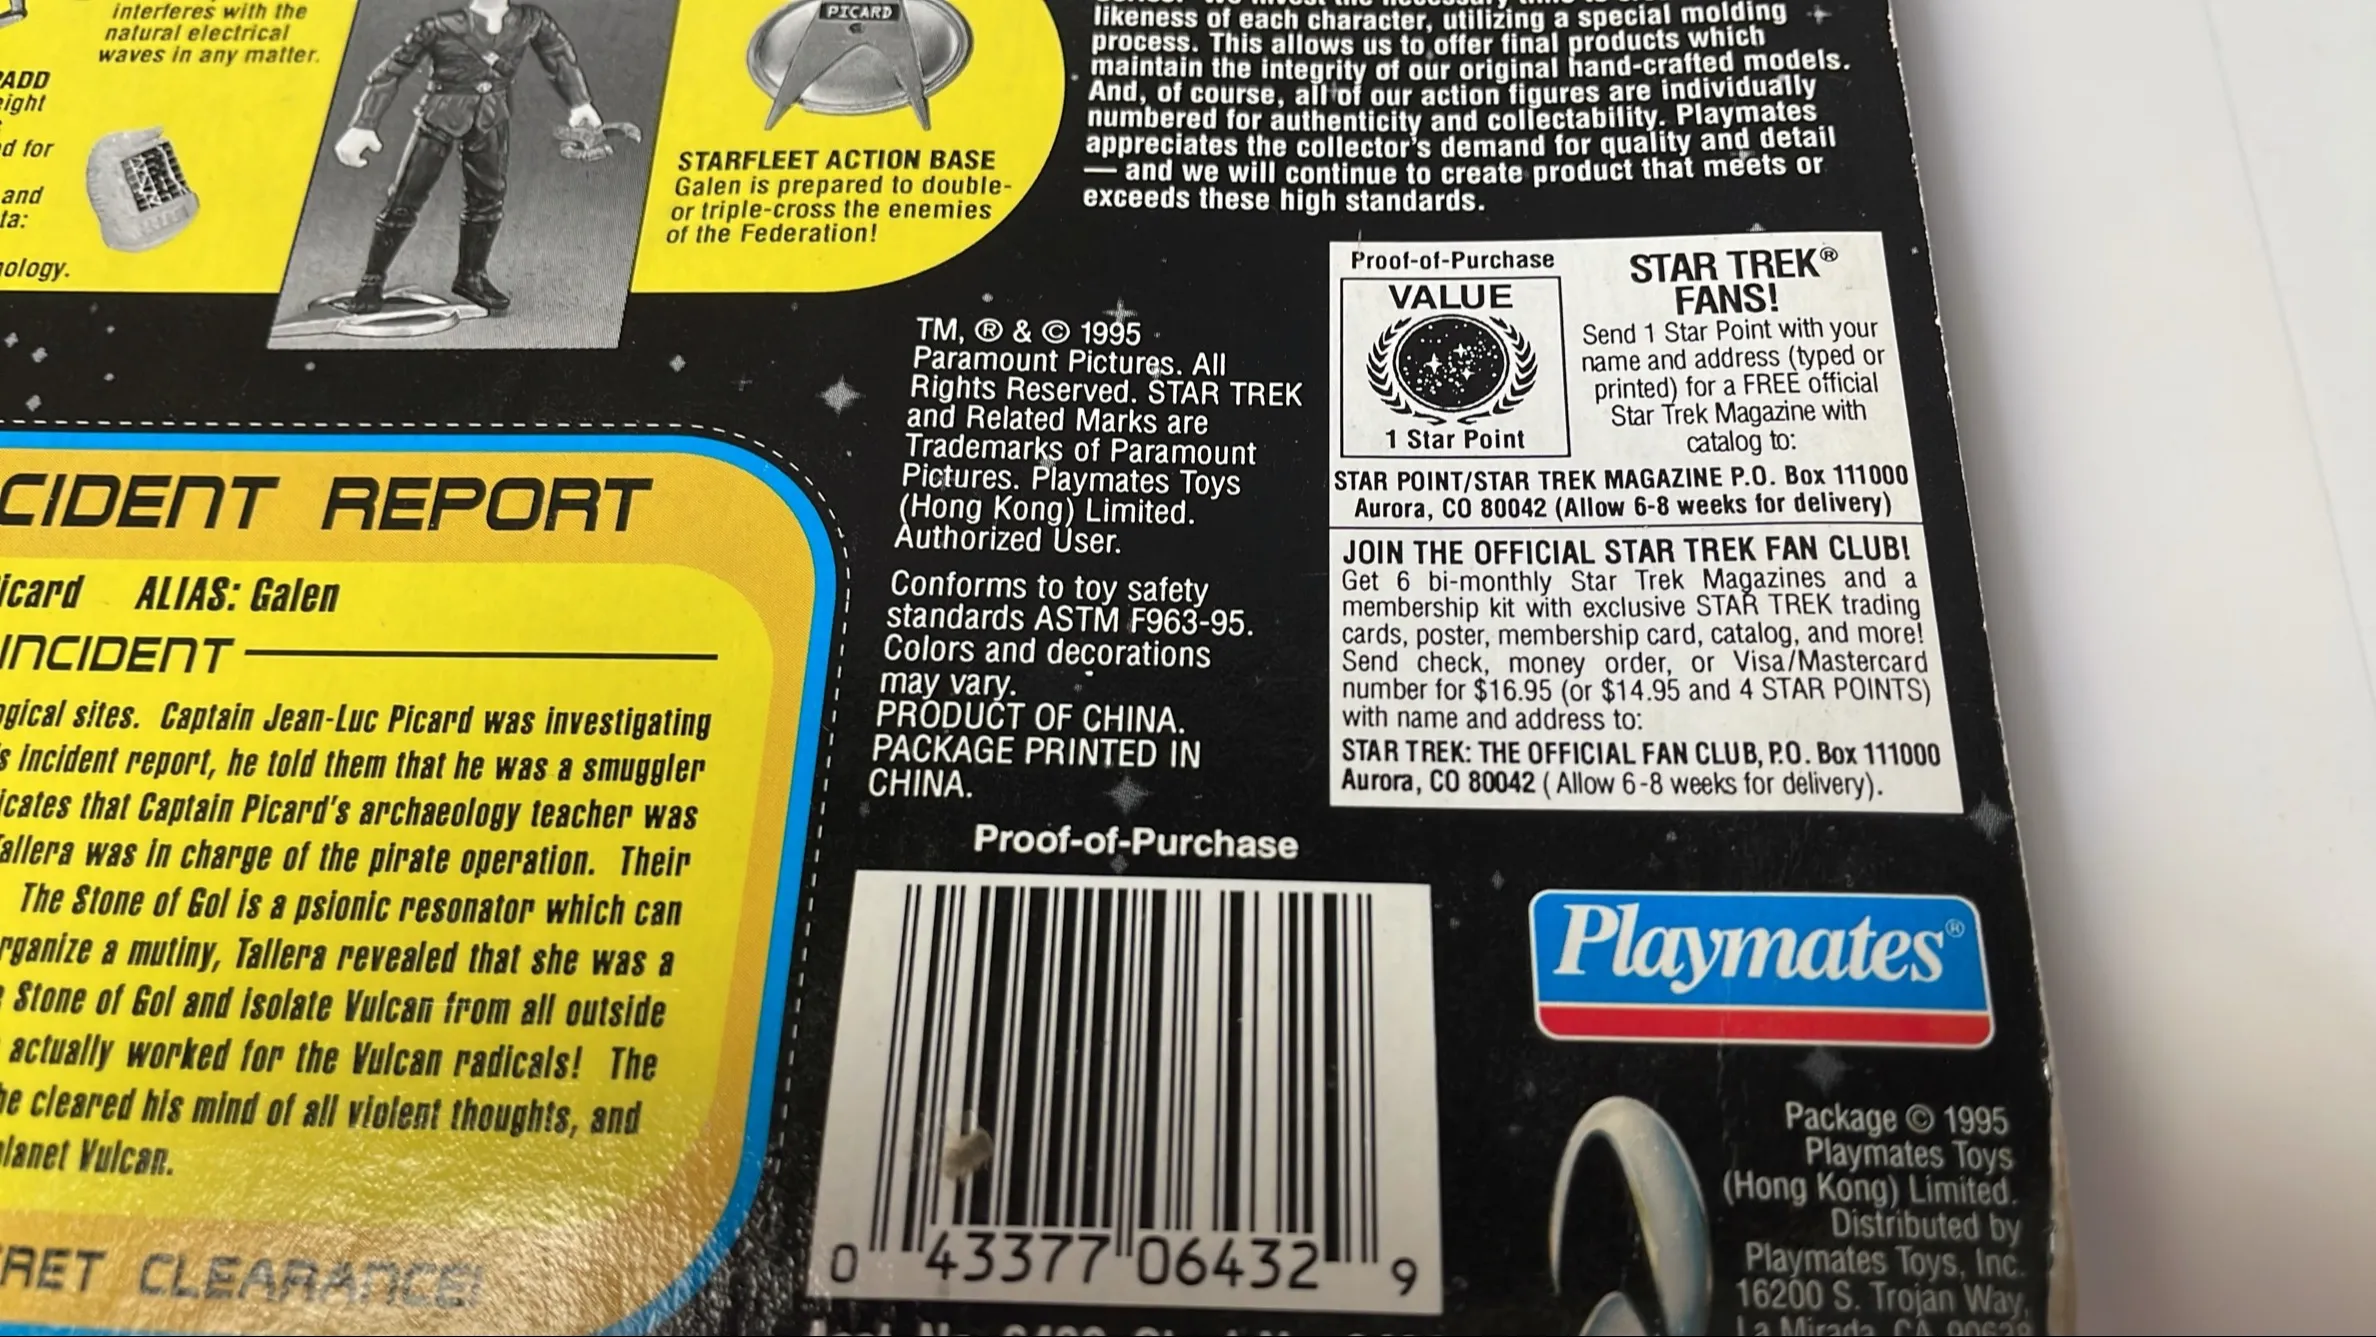 interferes with the
natural electrical
waves in any matter.
PADD
and
nology.
PICARD
STARFLEET ACTION BASE
Galen is prepared to double-
or triple-cross the enemies
of the Federation!
likeness of each character, utilizing a special molding
process. This allows us to offer final products which
maintain the integrity of our original hand-crafted models.
And, of course, all of our action figures are individually
numbered for authenticity and collectability. Playmates
appreciates the collector's demand for quality and detail
— and we will continue to create product that meets or
exceeds these high standards.
TM, ® & © 1995
Paramount Pictures. All
Rights Reserved. STAR TREK
and Related Marks are
Trademarks of Paramount
Pictures. Playmates Toys
(Hong Kong) Limited.
Authorized User.
Conforms to toy safety
standards ASTM F963-95.
Colors and decorations
may vary.
PRODUCT OF CHINA.
PACKAGE PRINTED IN
CHINA.
Proof-of-Purchase
VALUE
1 Star Point
STAR TREK®
FANS!
Send 1 Star Point with your
name and address (typed or
printed) for a FREE official
Star Trek Magazine with
catalog to:
STAR POINT/STAR TREK MAGAZINE P.O. Box 111000
Aurora, CO 80042 (Allow 6-8 weeks for delivery)
JOIN THE OFFICIAL STAR TREK FAN CLUB!
Get 6 bi-monthly Star Trek Magazines and a
membership kit with exclusive STAR TREK trading
cards, poster, membership card, catalog, and more!
Send check, money order, or Visa/Mastercard
number for $16.95 (or $14.95 and 4 STAR POINTS)
with name and address to:
STAR TREK: THE OFFICIAL FAN CLUB, P.O. Box 111000
Aurora, CO 80042 (Allow 6-8 weeks for delivery).
CIDENT REPORT
icard ALIAS: Galen
INCIDENT
ogical sites. Captain Jean-Luc Picard was investigating
s incident report, he told them that he was a smuggler
icates that Captain Picard's archaeology teacher was
Tallera was in charge of the pirate operation. Their
The Stone of Gol is a psionic resonator which can
rganize a mutiny, Tallera revealed that she was a
Stone of Gol and isolate Vulcan from all outside
actually worked for the Vulcan radicals! The
he cleared his mind of all violent thoughts, and
planet Vulcan.
RET CLEARANCE!
Proof-of-Purchase
0 43377 06432 9
Playmates®
Package © 1995
Playmates Toys
(Hong Kong) Limited.
Distributed by
Playmates Toys, Inc.
16200 S. Trojan Way,
La Mirada, CA